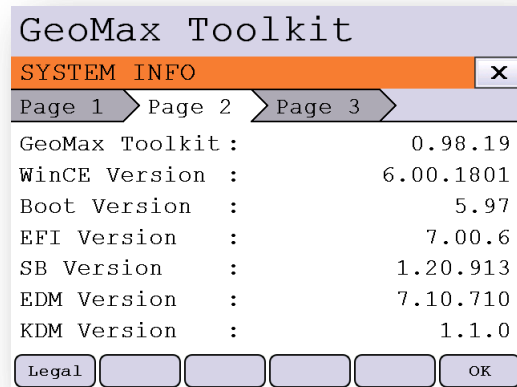 GeoMax Toolkit
SYSTEM INFO X
Page 1 Page 2 Page 3
GeoMax Toolkit : 0.98.19
WinCE Version : 6.00.1801
Boot Version : 5.97
EFI Version : 7.00.6
SB Version : 1.20.913
EDM Version : 7.10.710
KDM Version : 1.1.0
Legal OK